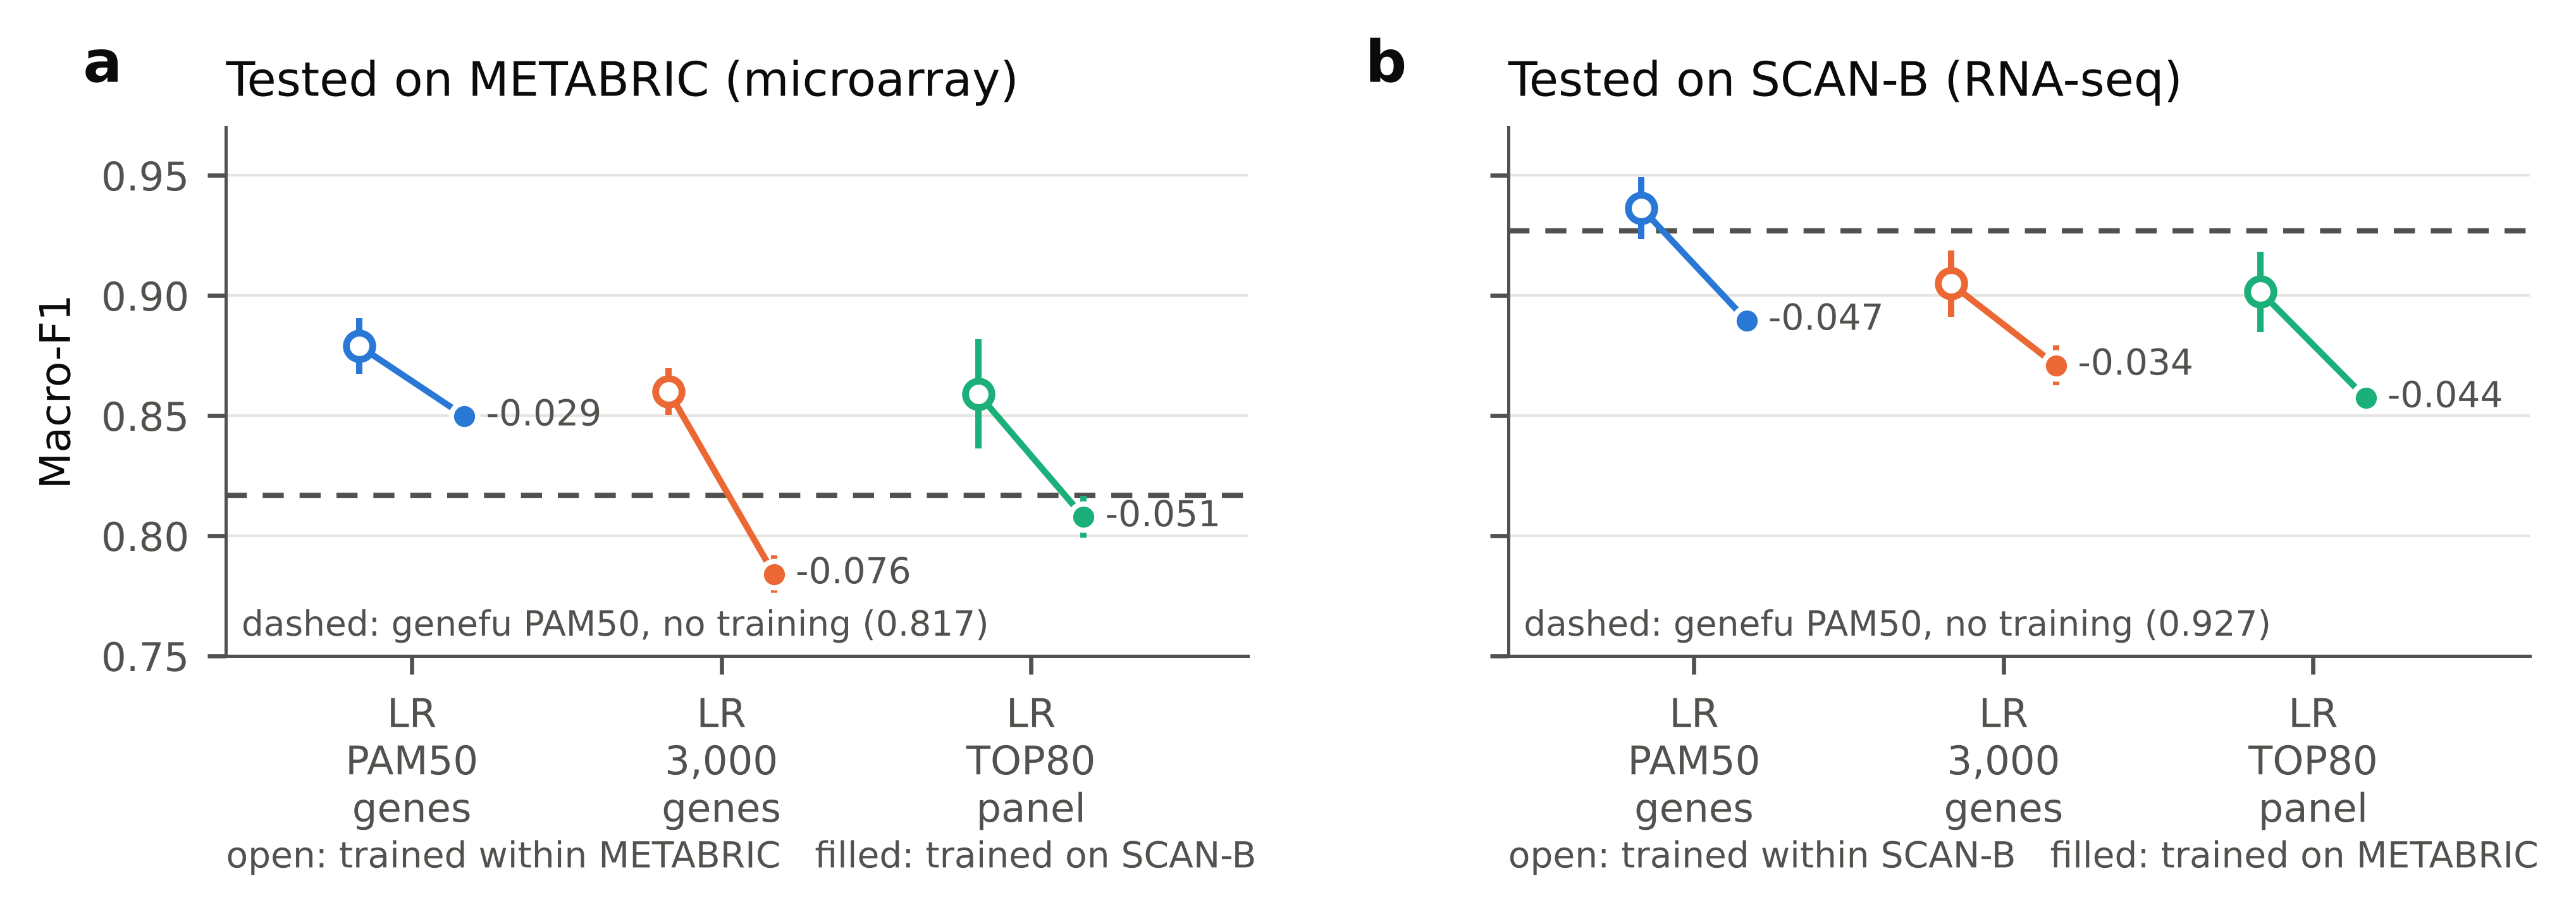 a
Tested on METABRIC (microarray)
Macro-F1
0.95
0.90
0.85
0.80
0.75
-0.029
-0.076
-0.051
dashed: genefu PAM50, no training (0.817)
LR
PAM50
genes
LR
3,000
genes
LR
TOP80
panel
open: trained within METABRIC filled: trained on SCAN-B
b
Tested on SCAN-B (RNA-seq)
-0.047
-0.034
-0.044
dashed: genefu PAM50, no training (0.927)
LR
PAM50
genes
LR
3,000
genes
LR
TOP80
panel
open: trained within SCAN-B filled: trained on METABRIC